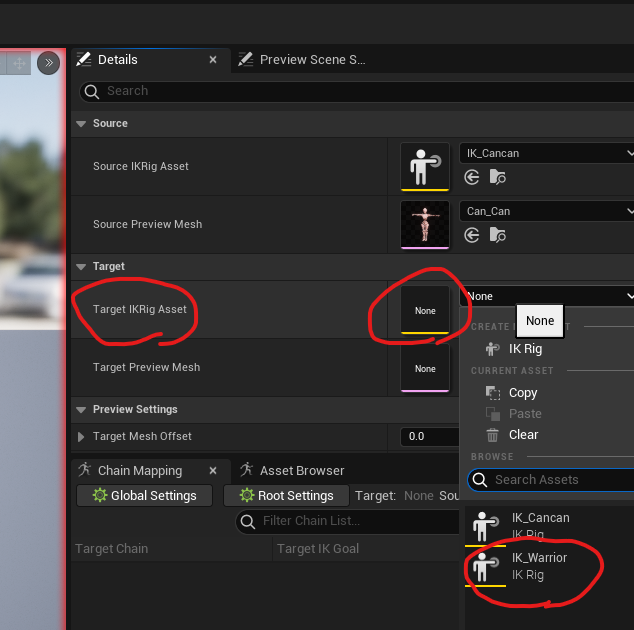 Details
Preview Scene S...
Search
Source
Source IKRig Asset
IK_Cancan
Source Preview Mesh
Can_Can
Target
Target IKRig Asset
None
None
None
IK Rig
CURRENT ASSET
Target Preview Mesh
None
Copy
Paste
Preview Settings
Clear
Target Mesh Offset
0.0
BROWSE
Search Assets
Chain Mapping
Asset Browser
Global Settings
Root Settings
Target: None Sou
IK_Cancan
IK Rig
Filter Chain List...
Target Chain
Target IK Goal
IK_Warrior
IK Rig